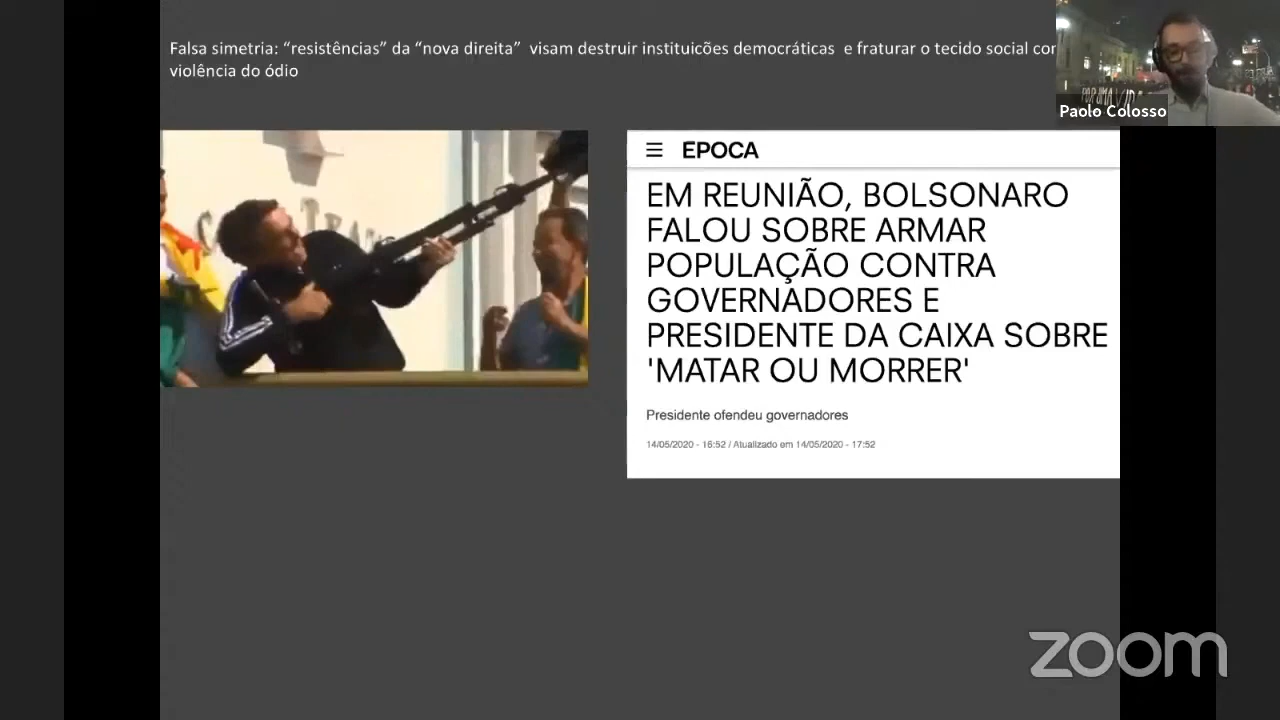 Falsa simetria: “resistências” da “nova direita” visam destruir instituicões democráticas e fraturar o tecido social cor
violência do ódio
Paolo Colosso
EPOCA
EM REUNIÃO, BOLSONARO
FALOU SOBRE ARMAR
POPULAÇÃO CONTRA
GOVERNADORES E
PRESIDENTE DA CAIXA SOBRE
'MATAR OU MORRER'
Presidente ofendeu governadores
14/05/2020 - 16:52 / Atualizado em 14/05/2020 - 17:52
zoom